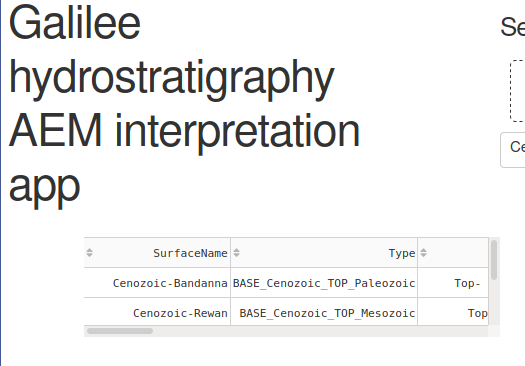 Galilee
hydrostratigraphy
AEM interpretation
app
Se
Ce
SurfaceName Type
Cenozoic-Bandanna BASE_Cenozoic_TOP_Paleozoic Top-
Cenozoic-Rewan BASE_Cenozoic_TOP_Mesozoic Top